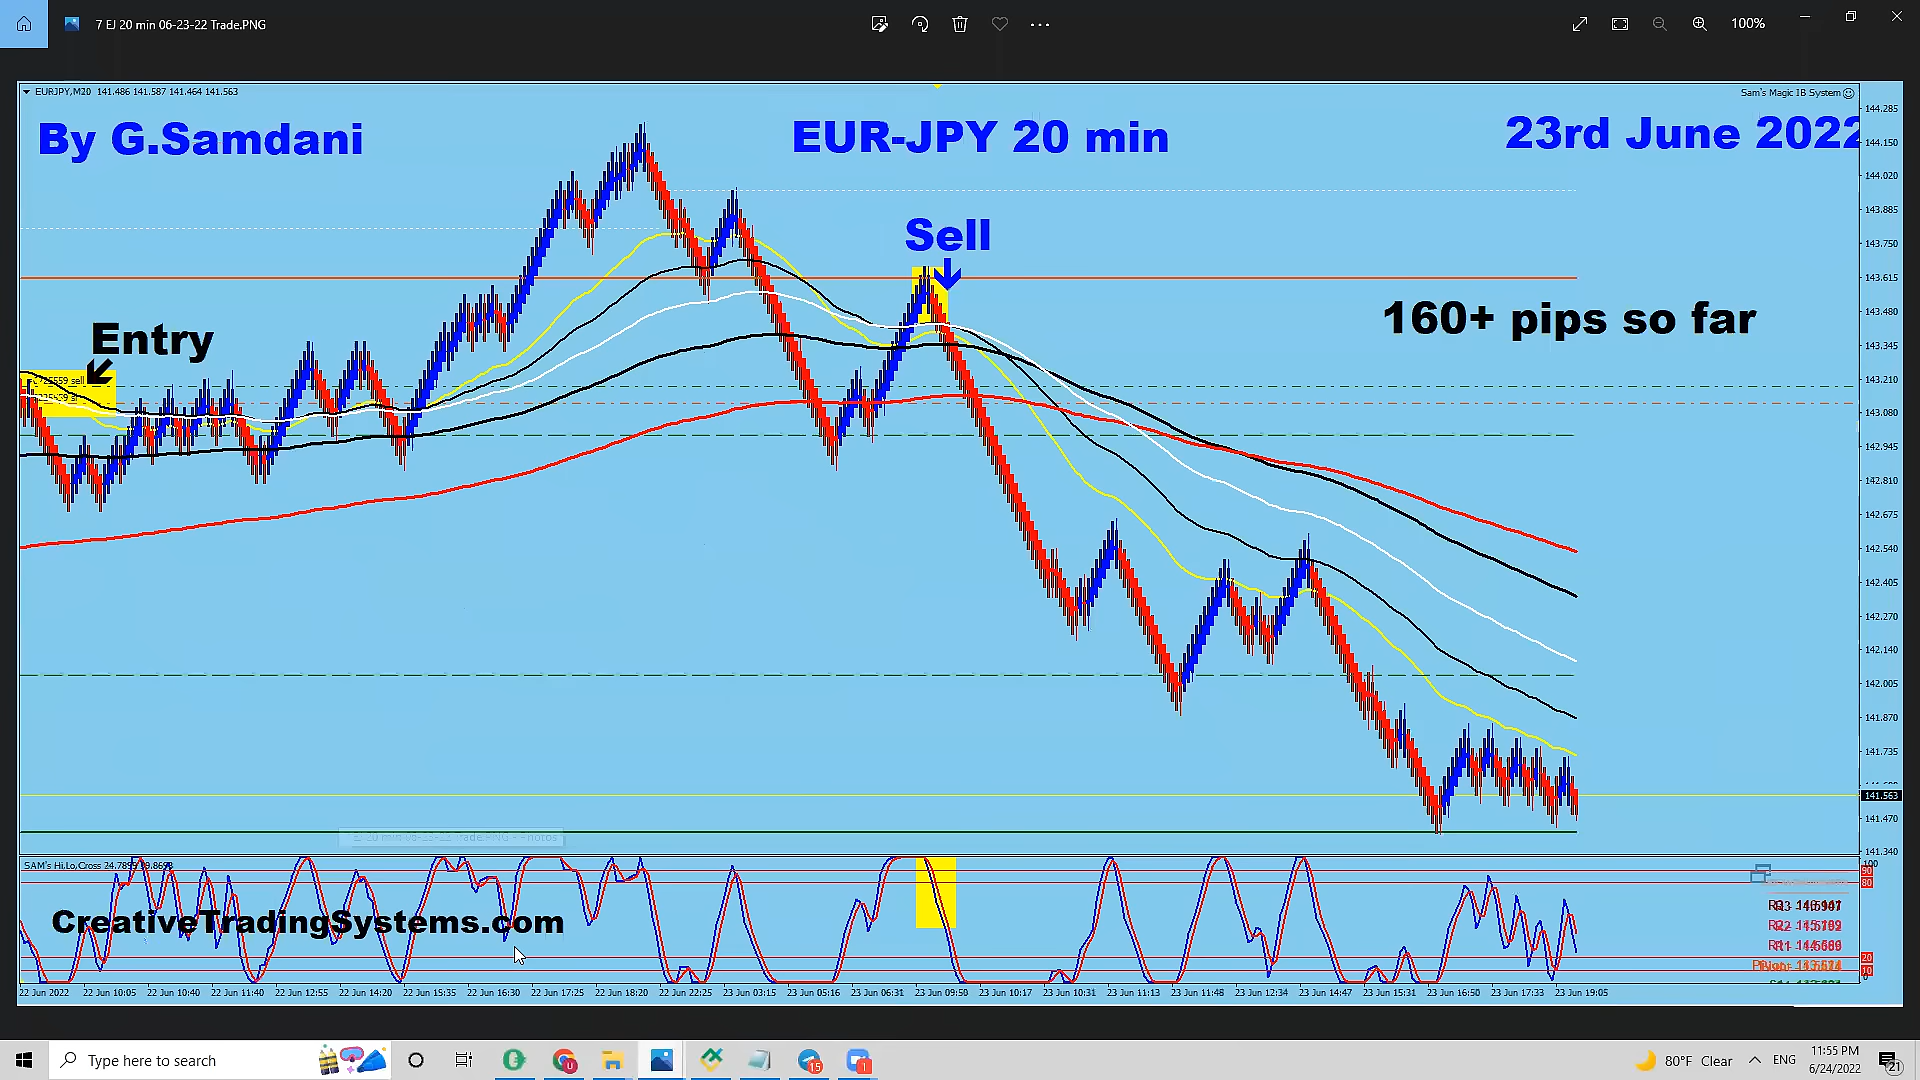 7 EJ 20 min 06-23-22 Trade.PNG
100%
EURJPY,M20 141.486 141.587 141.464 141.563
Sam's Magic IB System
By G.Samdani
EUR-JPY 20 min
23rd June 2022
Sell
160+ pips so far
Entry
144.285
144.150
144.020
143.885
143.750
143.615
143.480
143.345
143.210
143.080
142.945
142.810
142.675
142.540
142.405
142.270
142.140
142.005
141.870
141.735
141.563
141.470
141.340
SAM's Hi,Lo,Cross
100
90
80
20
10
CreativeTradingSystems.com
22 Jun 2022
22 Jun 10:05
22 Jun 10:40
22 Jun 11:40
22 Jun 12:55
22 Jun 14:20
22 Jun 15:35
22 Jun 16:30
22 Jun 17:25
22 Jun 18:20
22 Jun 22:25
23 Jun 03:15
23 Jun 05:16
23 Jun 06:31
23 Jun 09:50
23 Jun 10:17
23 Jun 10:31
23 Jun 11:13
23 Jun 11:48
23 Jun 12:34
23 Jun 14:47
23 Jun 15:31
23 Jun 16:50
23 Jun 17:33
23 Jun 19:05
Type here to search
15
1
80°F Clear
ENG
11:55 PM
6/24/2022
21